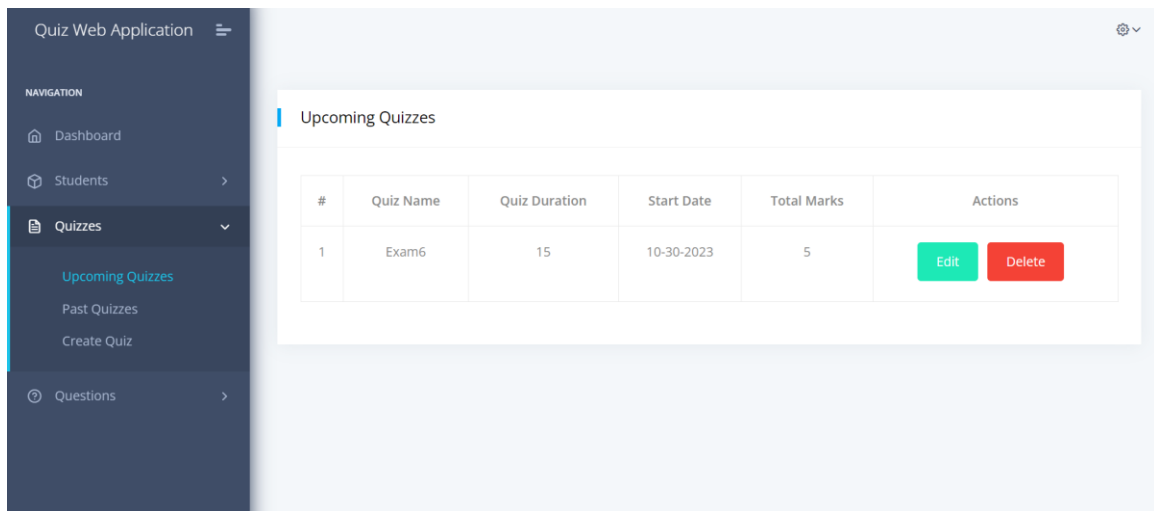 Quiz Web Application
NAVIGATION
Dashboard
Students
Quizzes
Upcoming Quizzes
Past Quizzes
Create Quiz
Questions
Upcoming Quizzes
# Quiz Name Quiz Duration Start Date Total Marks Actions
1 Exam6 15 10-30-2023 5 Edit Delete